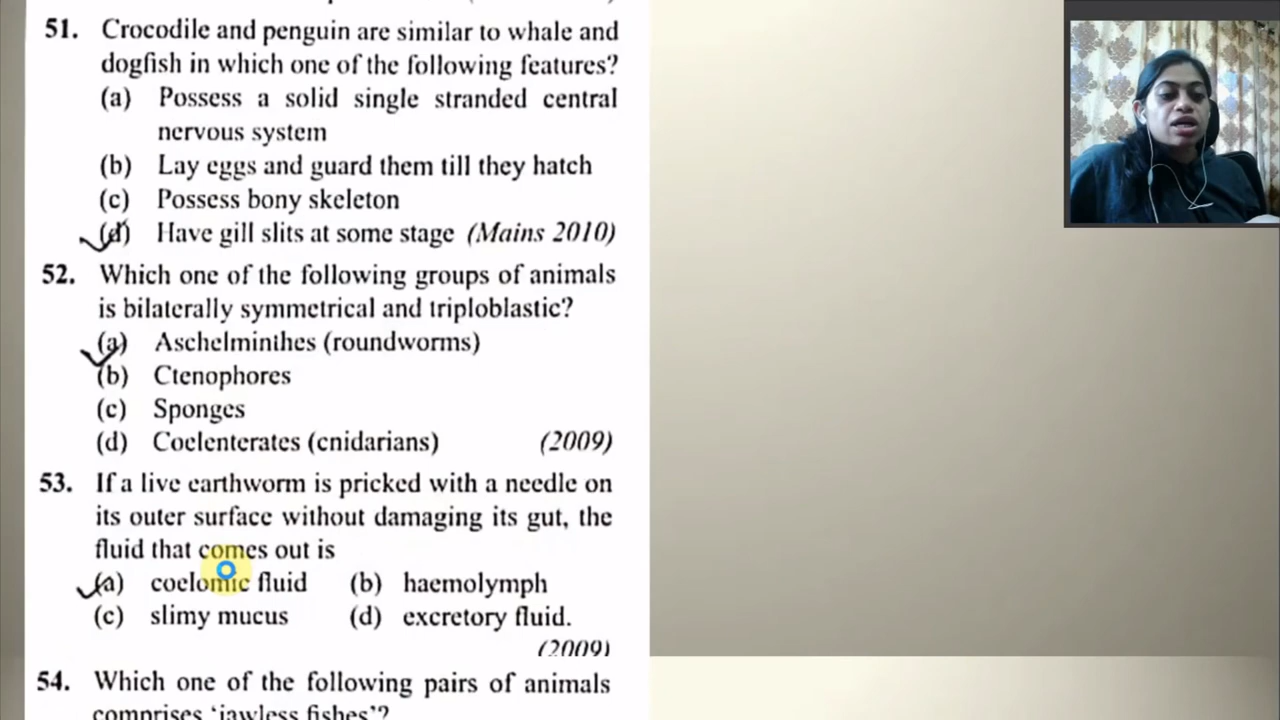 51. Crocodile and penguin are similar to whale and
dogfish in which one of the following features?
(a) Possess a solid single stranded central
nervous system
(b) Lay eggs and guard them till they hatch
(c) Possess bony skeleton
(d) Have gill slits at some stage (Mains 2010)
52. Which one of the following groups of animals
is bilaterally symmetrical and triploblastic?
(a) Aschelminthes (roundworms)
(b) Ctenophores
(c) Sponges
(d) Coelenterates (cnidarians) (2009)
53. If a live earthworm is pricked with a needle on
its outer surface without damaging its gut, the
fluid that comes out is
(a) coelomic fluid (b) haemolymph
(c) slimy mucus (d) excretory fluid.
(2009)
54. Which one of the following pairs of animals
comprises 'jawless fishes'?